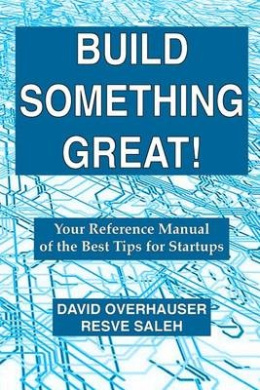 BUILD
SOMETHING
GREAT!
Your Reference Manual
of the Best Tips for Startups
DAVID OVERHAUSER
RESVE SALEH